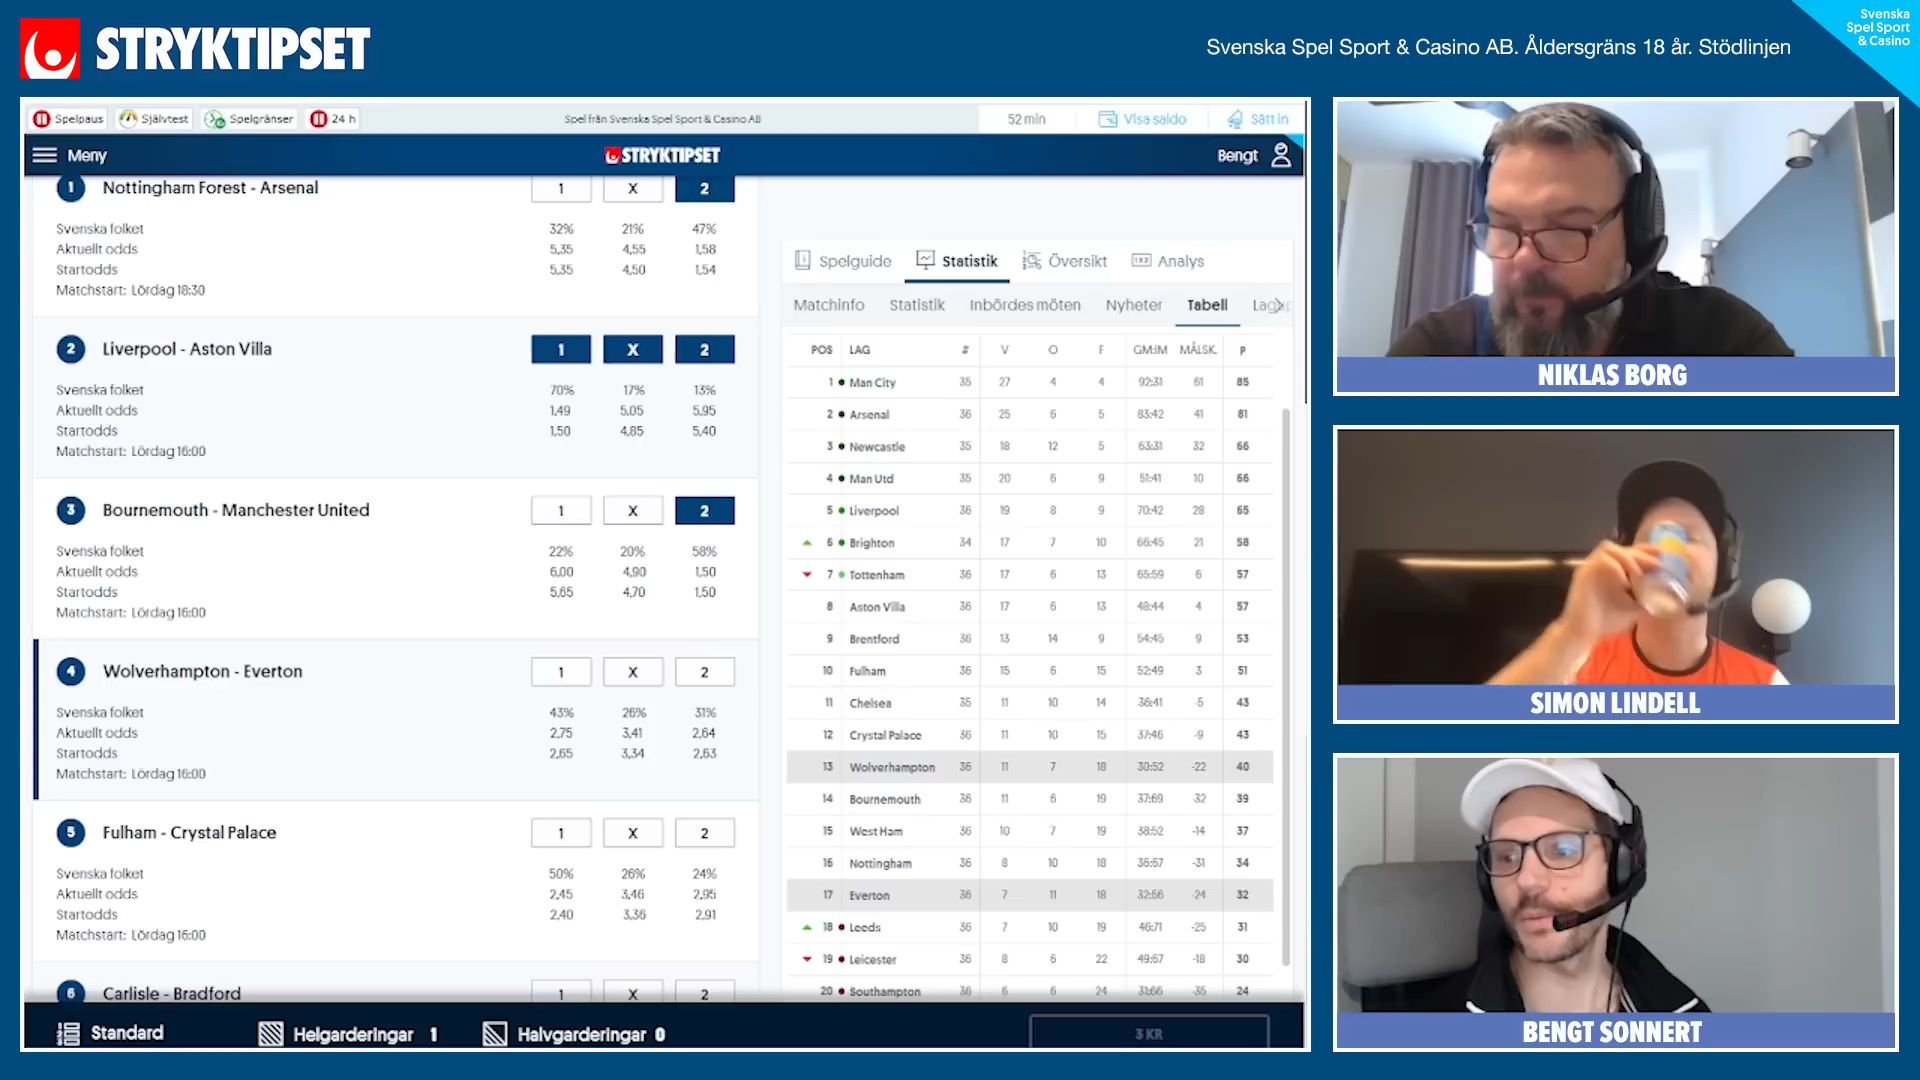 STRYKTIPSET
Svenska Spel Sport & Casino AB. Åldersgräns 18 år. Stödlinjen
Svenska
Spel Sport
& Casino
Spelpaus Självtest Spelgränser 24 h Spel från Svenska Spel Sport & Casino AB 52 min Visa saldo Sätt in
Meny STRYKTIPSET Bengt
1 Nottingham Forest - Arsenal 1 X 2
Svenska folket 32% 21% 47%
Aktuellt odds 5,35 4,55 1,58
Startodds 5,35 4,50 1,54
Matchstart: Lördag 18:30
2 Liverpool - Aston Villa 1 X 2
Svenska folket 70% 17% 13%
Aktuellt odds 1,49 5,05 5,95
Startodds 1,50 4,85 5,40
Matchstart: Lördag 16:00
3 Bournemouth - Manchester United 1 X 2
Svenska folket 22% 20% 58%
Aktuellt odds 6,00 4,90 1,50
Startodds 5,65 4,70 1,50
Matchstart: Lördag 16:00
4 Wolverhampton - Everton 1 X 2
Svenska folket 43% 26% 31%
Aktuellt odds 2,75 3,41 2,64
Startodds 2,65 3,34 2,63
Matchstart: Lördag 16:00
5 Fulham - Crystal Palace 1 X 2
Svenska folket 50% 26% 24%
Aktuellt odds 2,45 3,46 2,95
Startodds 2,40 3,36 2,91
Matchstart: Lördag 16:00
6 Carlisle - Bradford 1 X 2
Standard Helgarderingar 1 Halvgarderingar 0 3 KR
Spelguide Statistik Översikt Analys
Matchinfo Statistik Inbördes möten Nyheter Tabell
POS LAG # V O F GM:IM MÅLSK. P
1 Man City 35 27 4 4 92:31 61 85
2 Arsenal 36 25 6 5 83:42 41 81
3 Newcastle 35 18 12 5 63:31 32 66
4 Man Utd 35 20 6 9 51:41 10 66
5 Liverpool 36 19 8 9 70:42 28 65
6 Brighton 34 17 7 10 66:45 21 58
7 Tottenham 36 17 6 13 65:59 6 57
8 Aston Villa 36 17 6 13 48:44 4 57
9 Brentford 36 13 14 9 54:45 9 53
10 Fulham 36 15 6 15 52:49 3 51
11 Chelsea 35 11 10 14 36:41 -5 43
12 Crystal Palace 36 11 10 15 37:46 -9 43
13 Wolverhampton 36 11 7 18 30:52 -22 40
14 Bournemouth 36 11 6 19 37:69 -32 39
15 West Ham 36 10 7 19 38:52 -14 37
16 Nottingham 36 8 10 18 36:67 -31 34
17 Everton 36 7 11 18 32:56 -24 32
18 Leeds 36 7 10 19 46:71 -25 31
19 Leicester 36 8 6 22 49:67 -18 30
20 Southampton 36 6 6 24 31:66 -35 24
NIKLAS BORG
SIMON LINDELL
BENGT SONNERT